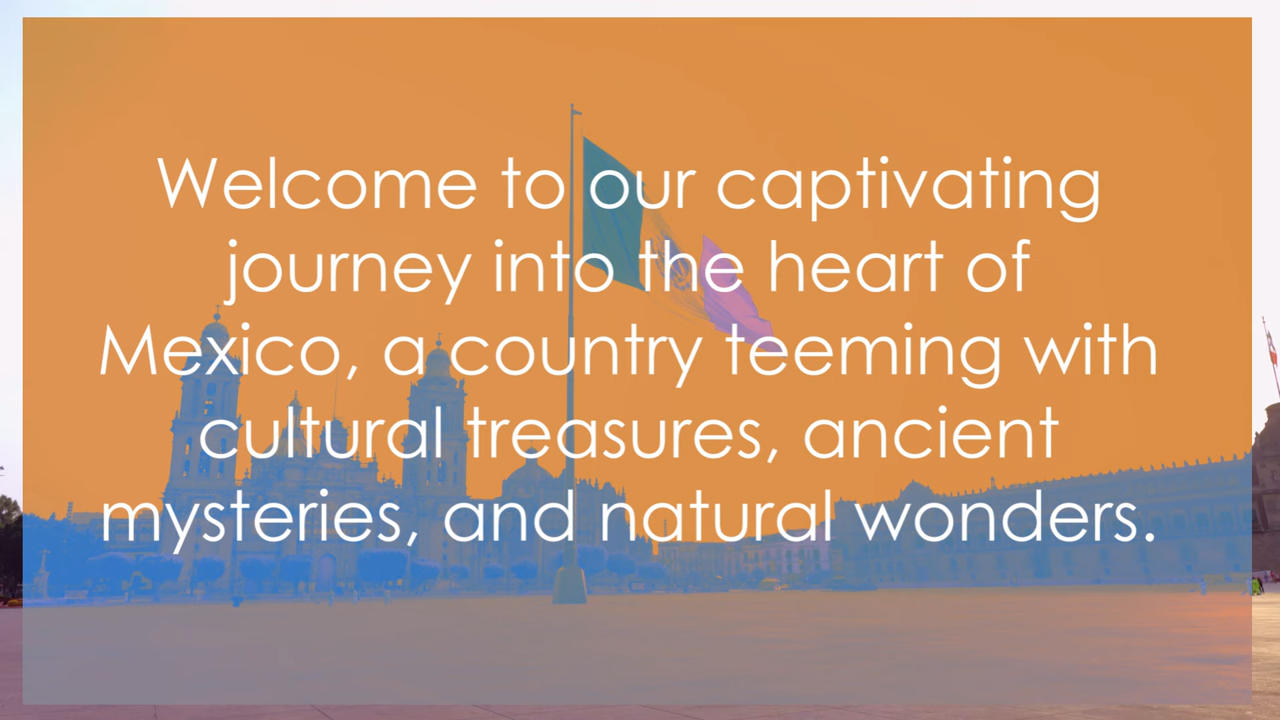 Welcome to our captivating
journey into the heart of
Mexico, a country teeming with
cultural treasures, ancient
mysteries, and natural wonders.